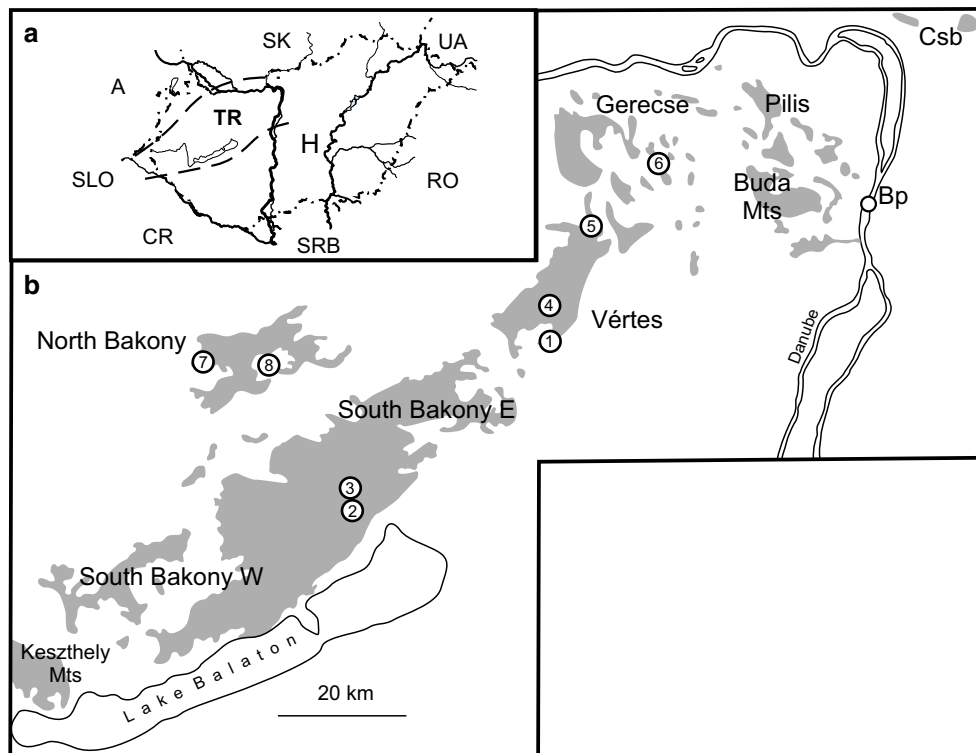 a
SK
UA
A
TR
H
SLO
RO
CR
SRB
Csb
Gerecse
Pilis
6
Buda
Mts
Bp
5
b
4
Vértes
Danube
1
North Bakony
7
8
South Bakony E
3
2
South Bakony W
Keszthely
Mts
Lake Balaton
20 km